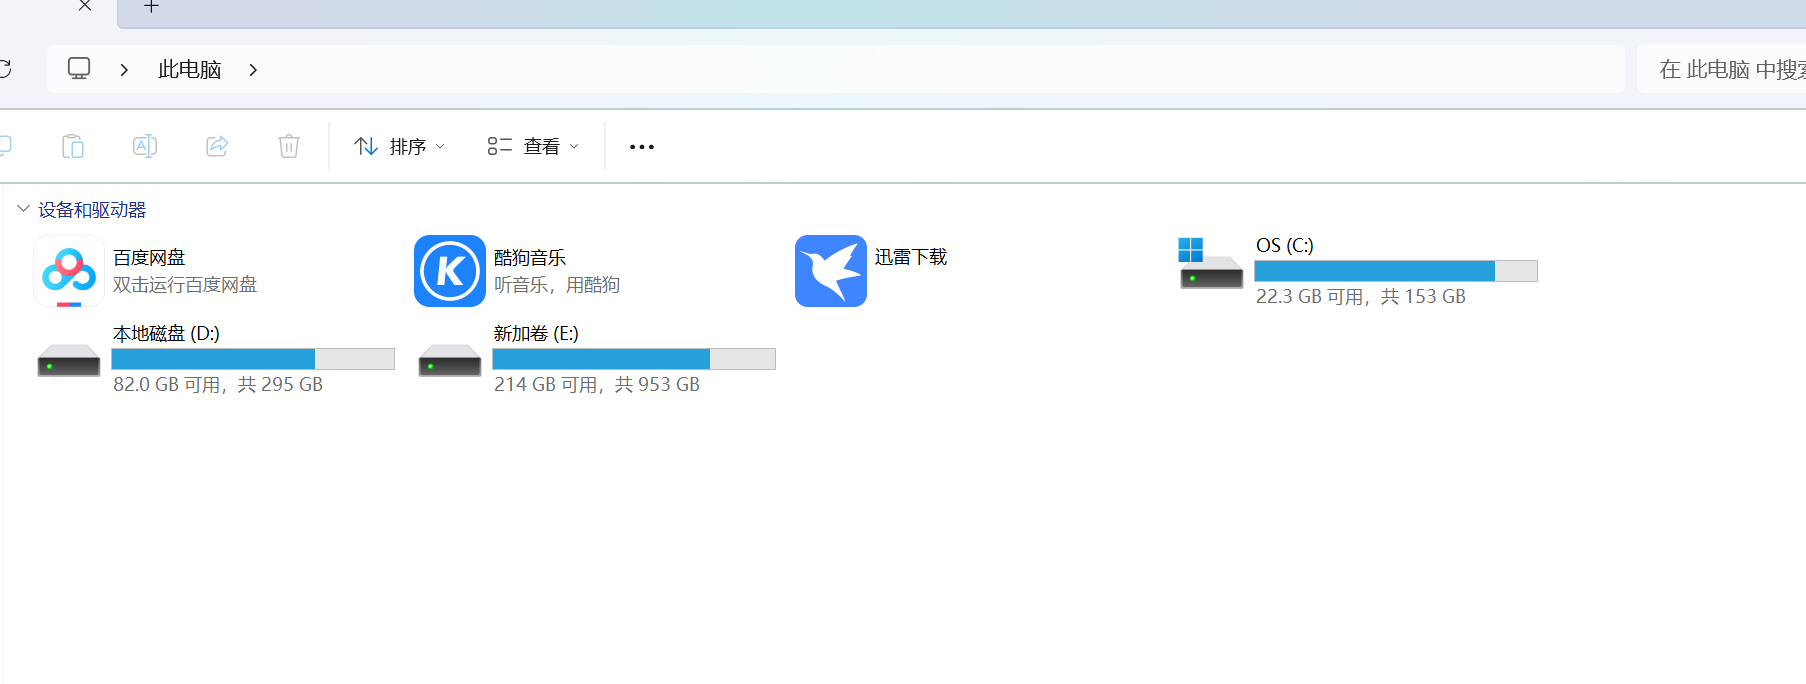 此电脑
在 此电脑 中搜索
排序
查看
设备和驱动器
百度网盘
双击运行百度网盘
酷狗音乐
听音乐，用酷狗
迅雷下载
OS (C:)
22.3 GB 可用，共 153 GB
本地磁盘 (D:)
82.0 GB 可用，共 295 GB
新加卷 (E:)
214 GB 可用，共 953 GB